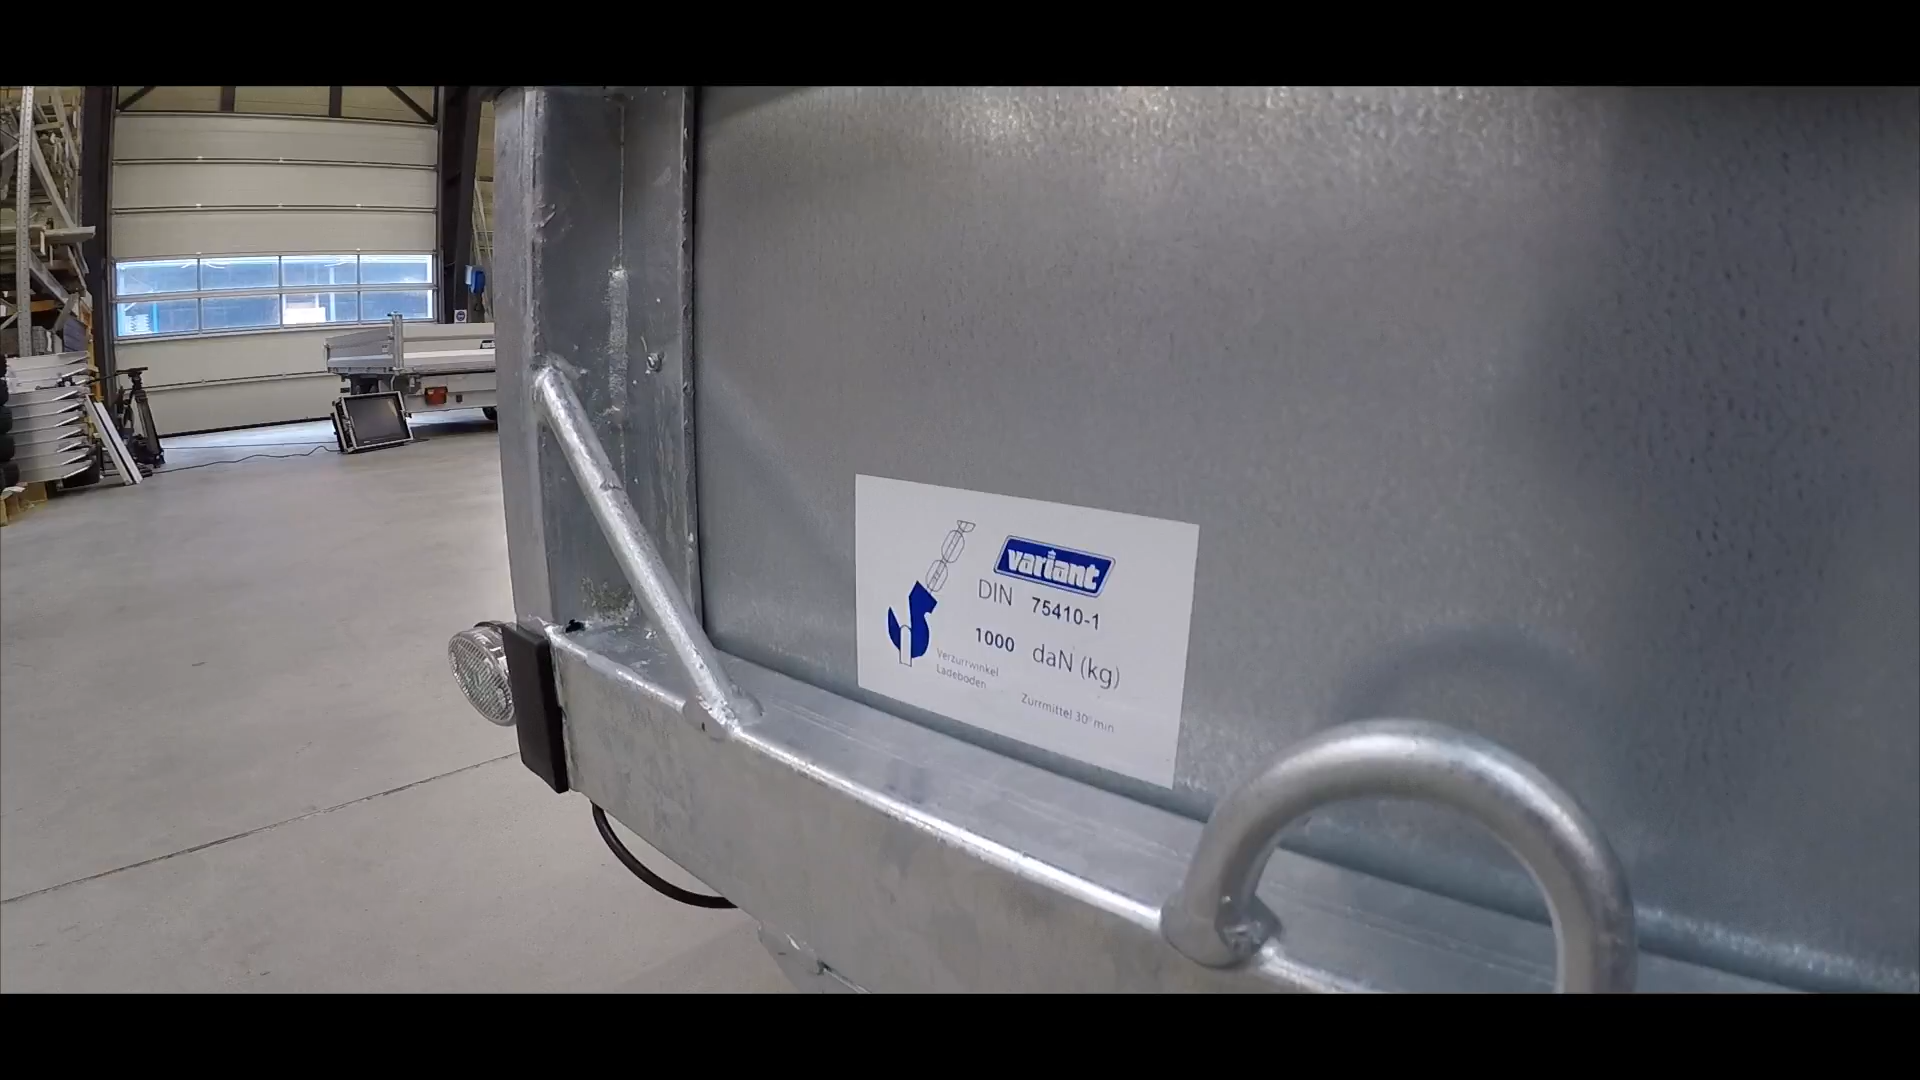 variant
DIN 75410-1
1000 daN (kg)
Verzurrwinkel
Ladeboden
Zurrmittel 30° min